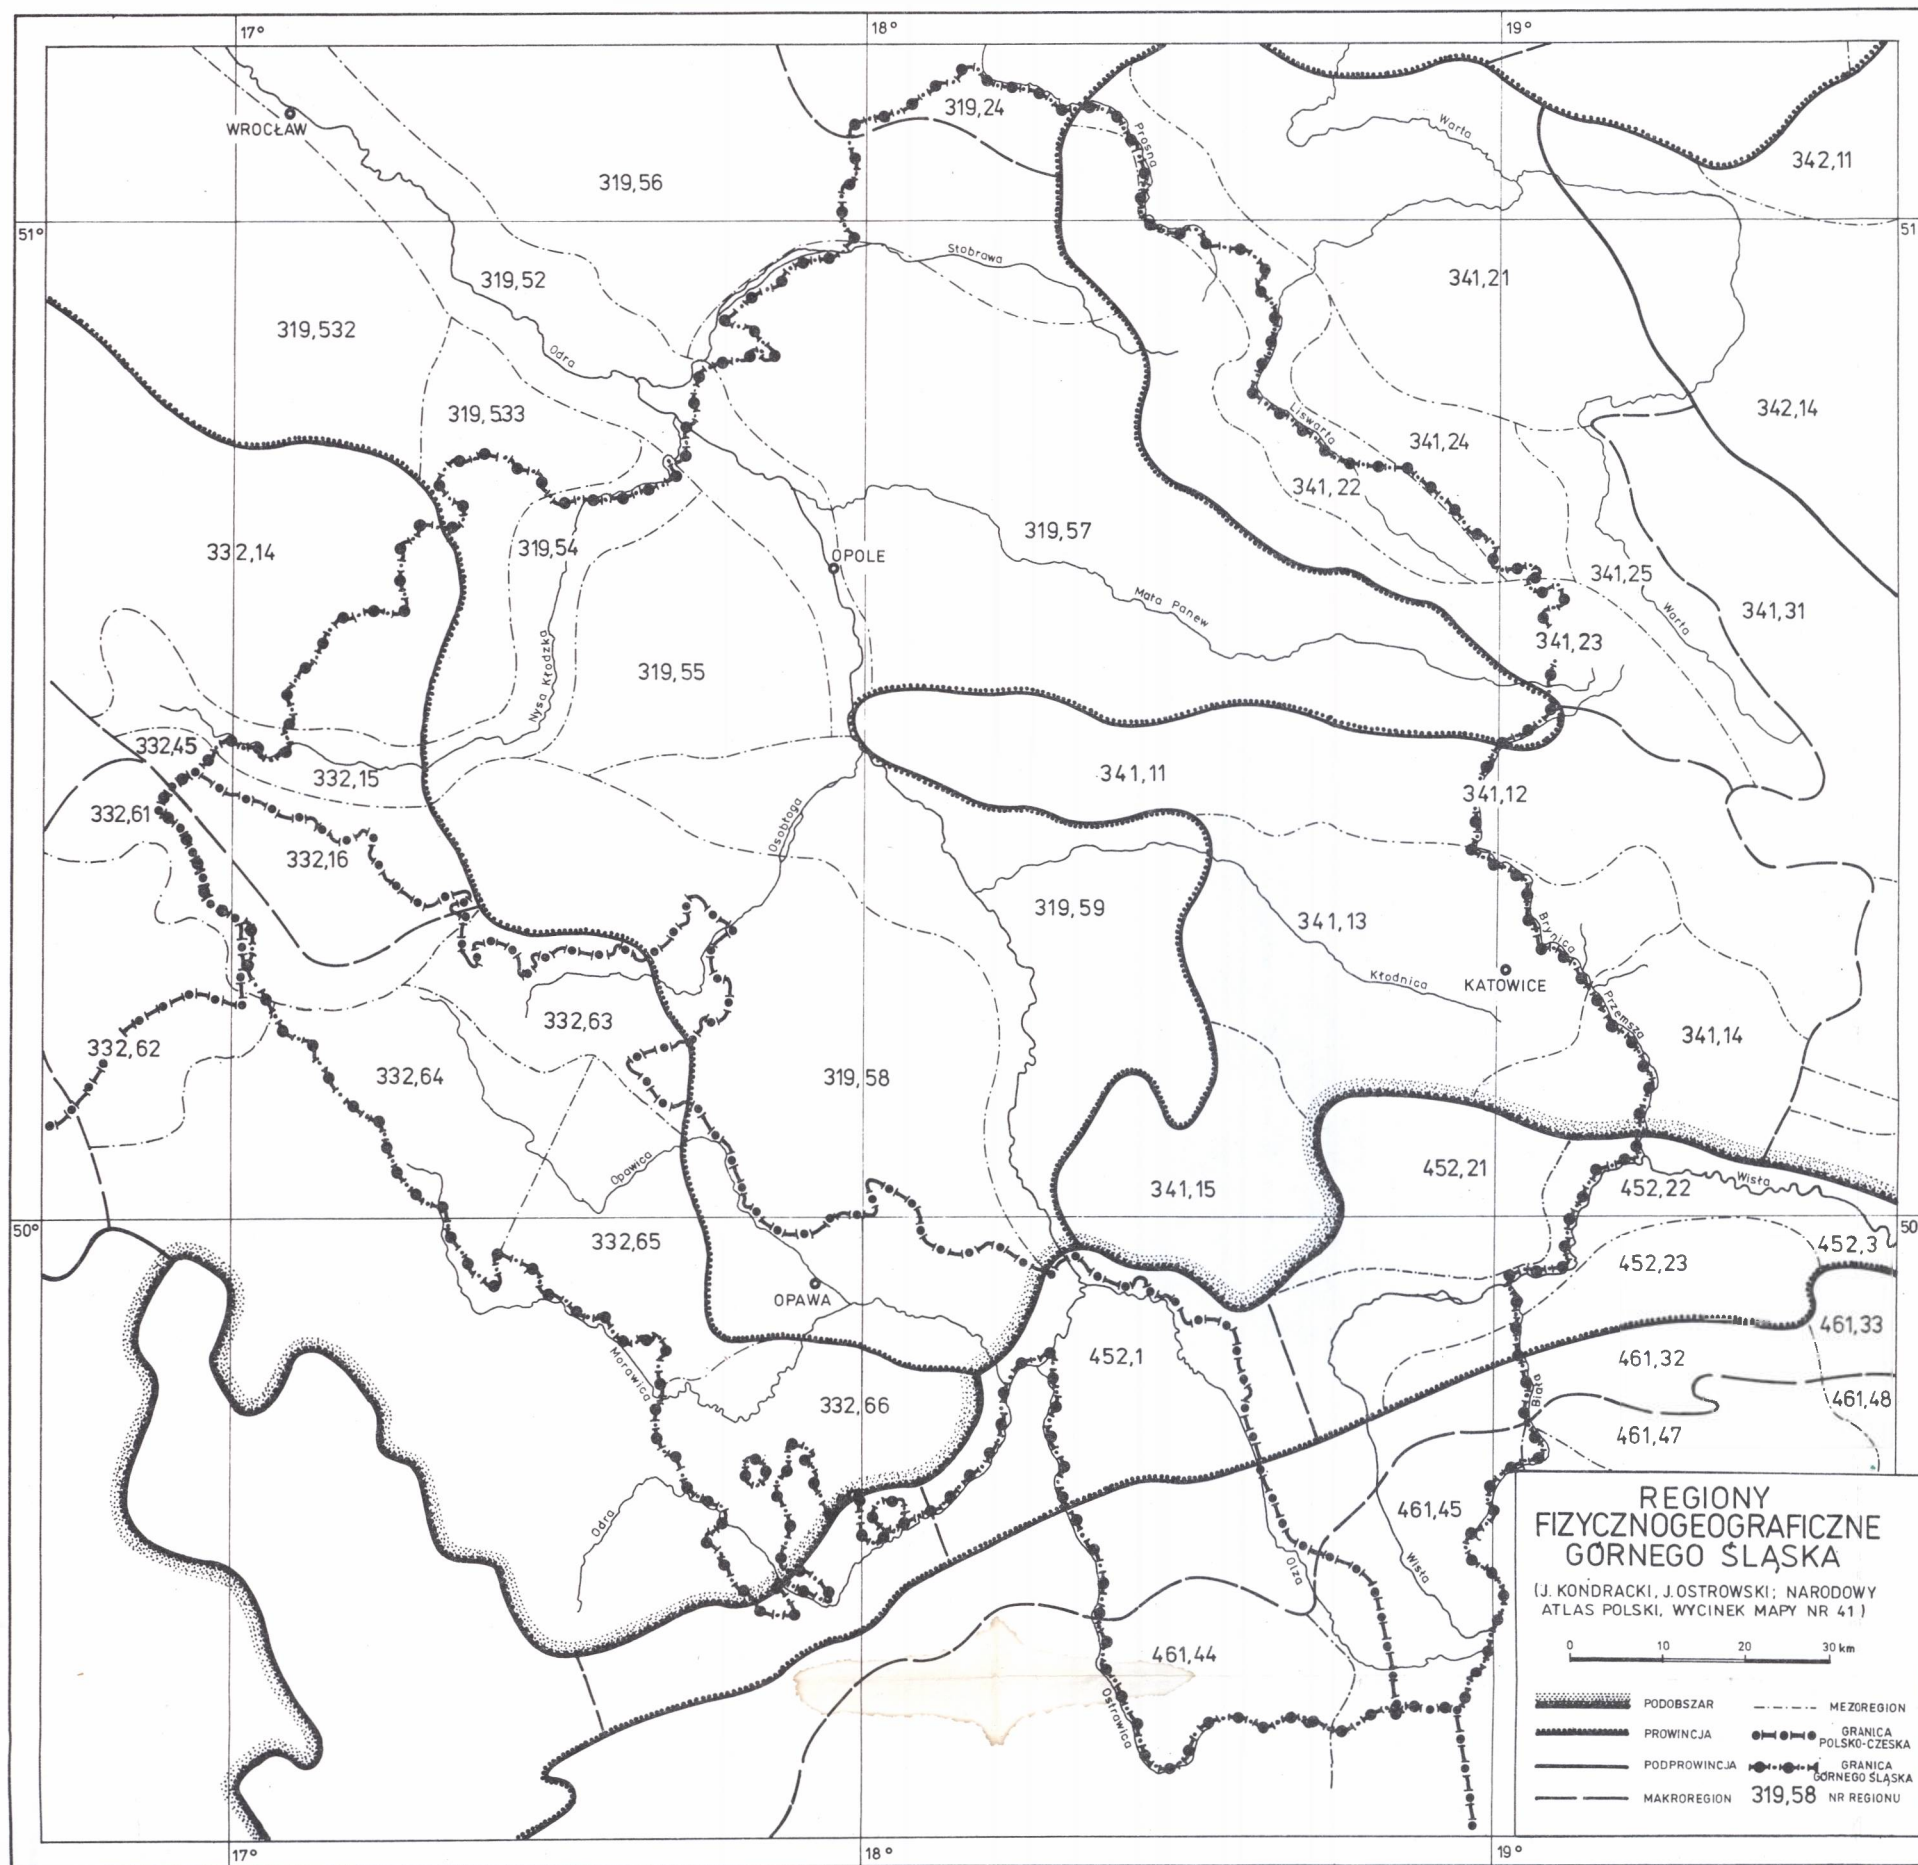 17°
18°
19°
WROCŁAW
319,24
Prosna
Warta
342,11
319,56
51°
51
Stobrawa
319,52
341,21
319,532
Odra
319,533
Liswarta
341,24
342,14
341,22
332,14
319,54
OPOLE
319,57
341,25
Mała Panew
341,31
Warta
341,23
Nysa Kłodzka
319,55
332,45
332,15
341,11
341,12
332,61
332,16
Osobłoga
319,59
341,13
Brynica
Kłodnica
KATOWICE
Przemsza
332,63
332,62
332,64
319,58
341,14
Opawica
341,15
452,21
452,22
Wisła
50°
50
332,65
452,3
452,23
OPAWA
461,33
452,1
461,32
Morawica
332,66
Biała
461,48
461,47
Odra
461,45
Olza
Wisła
461,44
Ostrawica
REGIONY
FIZYCZNOGEOGRAFICZNE
GÓRNEGO ŚLĄSKA
(J. KONDRACKI, J. OSTROWSKI; NARODOWY
ATLAS POLSKI, WYCINEK MAPY NR 41)
0 10 20 30 km
PODOBSZAR
MEZOREGION
PROWINCJA
GRANICA
POLSKO-CZESKA
PODPROWINCJA
GRANICA
GÓRNEGO ŚLĄSKA
MAKROREGION
319,58 NR REGIONU
17°
18°
19°